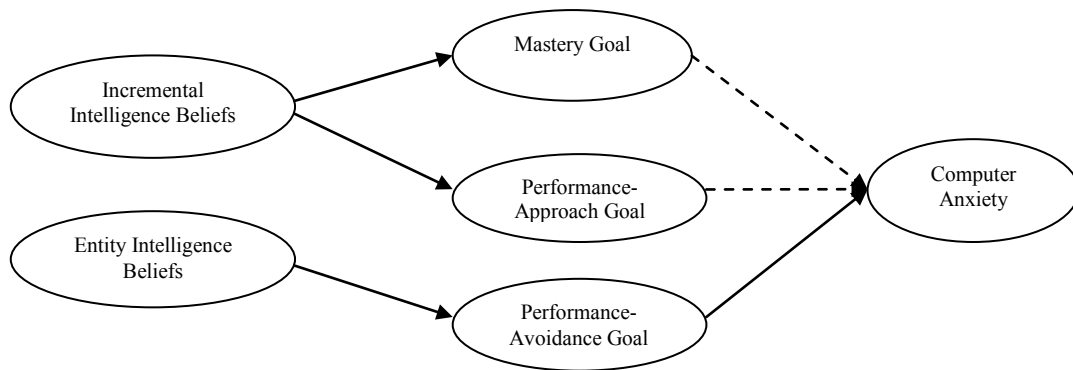 Mastery Goal
Incremental
Intelligence Beliefs
Performance-
Approach Goal
Computer
Anxiety
Entity Intelligence
Beliefs
Performance-
Avoidance Goal